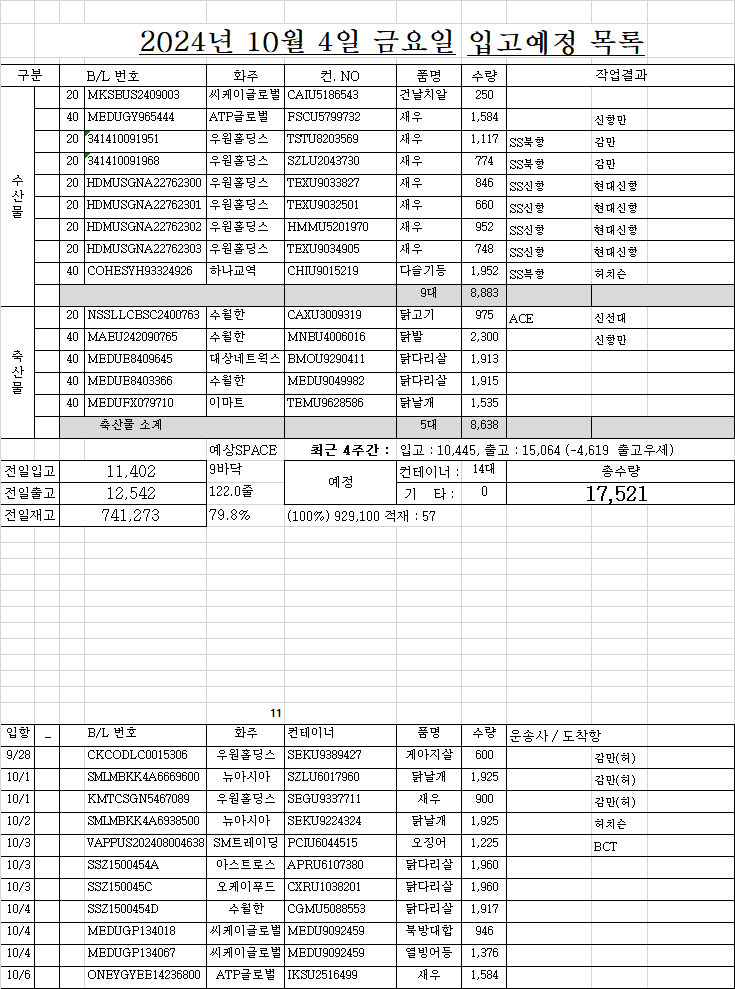 2024년 10월 4일 금요일 입고예정 목록
구분 B/L 번호 화주 컨. NO 품명 수량 작업결과
수산물
20 MKSBUS2409003 씨케이글로벌 CAIU5186543 건날치알 250
40 MEDUGY965444 ATP글로벌 FSCU5799732 새우 1,584 신항만
20 341410091951 우원홀딩스 TSTU8203569 새우 1,117 SS북항 감만
20 341410091968 우원홀딩스 SZLU2043730 새우 774 SS북항 감만
20 HDMUSGNA22762300 우원홀딩스 TEXU9033827 새우 846 SS신항 현대신항
20 HDMUSGNA22762301 우원홀딩스 TEXU9032501 새우 660 SS신항 현대신항
20 HDMUSGNA22762302 우원홀딩스 HMMU5201970 새우 952 SS신항 현대신항
20 HDMUSGNA22762303 우원홀딩스 TEXU9034905 새우 748 SS신항 현대신항
40 COHESYH93324926 하나교역 CHIU9015219 다슬기등 1,952 SS북항 허치슨
9대 8,883
축산물
20 NSSLLCBSC2400763 수월한 CAXU3009319 닭고기 975 ACE 신선대
40 MAEU242090765 수월한 MNBU4006016 닭발 2,300 신항만
40 MEDUE8409645 대상네트웍스 BMOU9290411 닭다리살 1,913
40 MEDUE8403366 수월한 MEDU9049982 닭다리살 1,915
40 MEDUFX079710 이마트 TEMU9628586 닭날개 1,535
축산물 소계 5대 8,638
예상SPACE 최근 4주간 : 입고 : 10,445, 출고 : 15,064 (-4,619 출고우세)
전일입고 11,402 9바닥 예정 컨테이너 : 14대 총수량
전일출고 12,542 122.0줄 기 타 : 0 17,521
전일재고 741,273 79.8% (100%) 929,100 적재 : 57
11
입항 _ B/L 번호 화주 컨테이너 품명 수량 운송사 / 도착항
9/28 CKCODLC0015306 우원홀딩스 SEKU9389427 게아지살 600 감만(허)
10/1 SMLMBKK4A6669600 뉴아시아 SZLU6017960 닭날개 1,925 감만(허)
10/1 KMTCSGN5467089 우원홀딩스 SEGU9337711 새우 900 감만(허)
10/2 SMLMBKK4A6938500 뉴아시아 SEKU9224324 닭날개 1,925 허치슨
10/3 VAPPUS202408004638 SM트레이딩 PCIU6044515 오징어 1,225 BCT
10/3 SSZ1500454A 아스트로스 APRU6107380 닭다리살 1,960
10/3 SSZ150045C 오케이푸드 CXRU1038201 닭다리살 1,960
10/4 SSZ1500454D 수월한 CGMU5088553 닭다리살 1,917
10/4 MEDUGP134018 씨케이글로벌 MEDU9092459 북방대합 946
10/4 MEDUGP134067 씨케이글로벌 MEDU9092459 열빙어등 1,376
10/6 ONEYGYEE14236800 ATP글로벌 IKSU2516499 새우 1,584